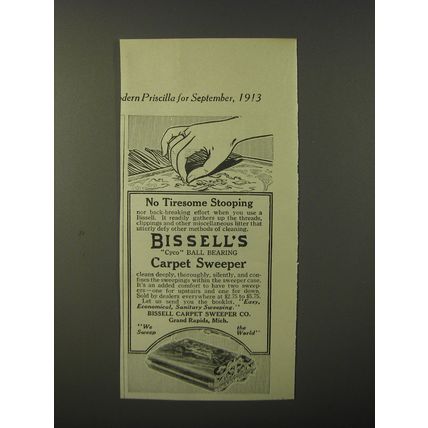 dern Priscilla for September, 1913
No Tiresome Stooping
nor back-breaking effort when you use a
Bissell. It readily gathers up the threads,
clippings and other miscellaneous litter that
utterly defy other methods of cleaning.
BISSELL'S
"Cyco" BALL BEARING
Carpet Sweeper
cleans deeply, thoroughly, silently, and con-
fines the sweepings within the sweeper case.
It's an added comfort to have two sweep-
ers—one for upstairs and one for down.
Sold by dealers everywhere at $2.75 to $5.75.
Let us send you the booklet, "Easy,
Economical, Sanitary Sweeping."
BISSELL CARPET SWEEPER CO.
Grand Rapids, Mich.
"We Sweep
the World"